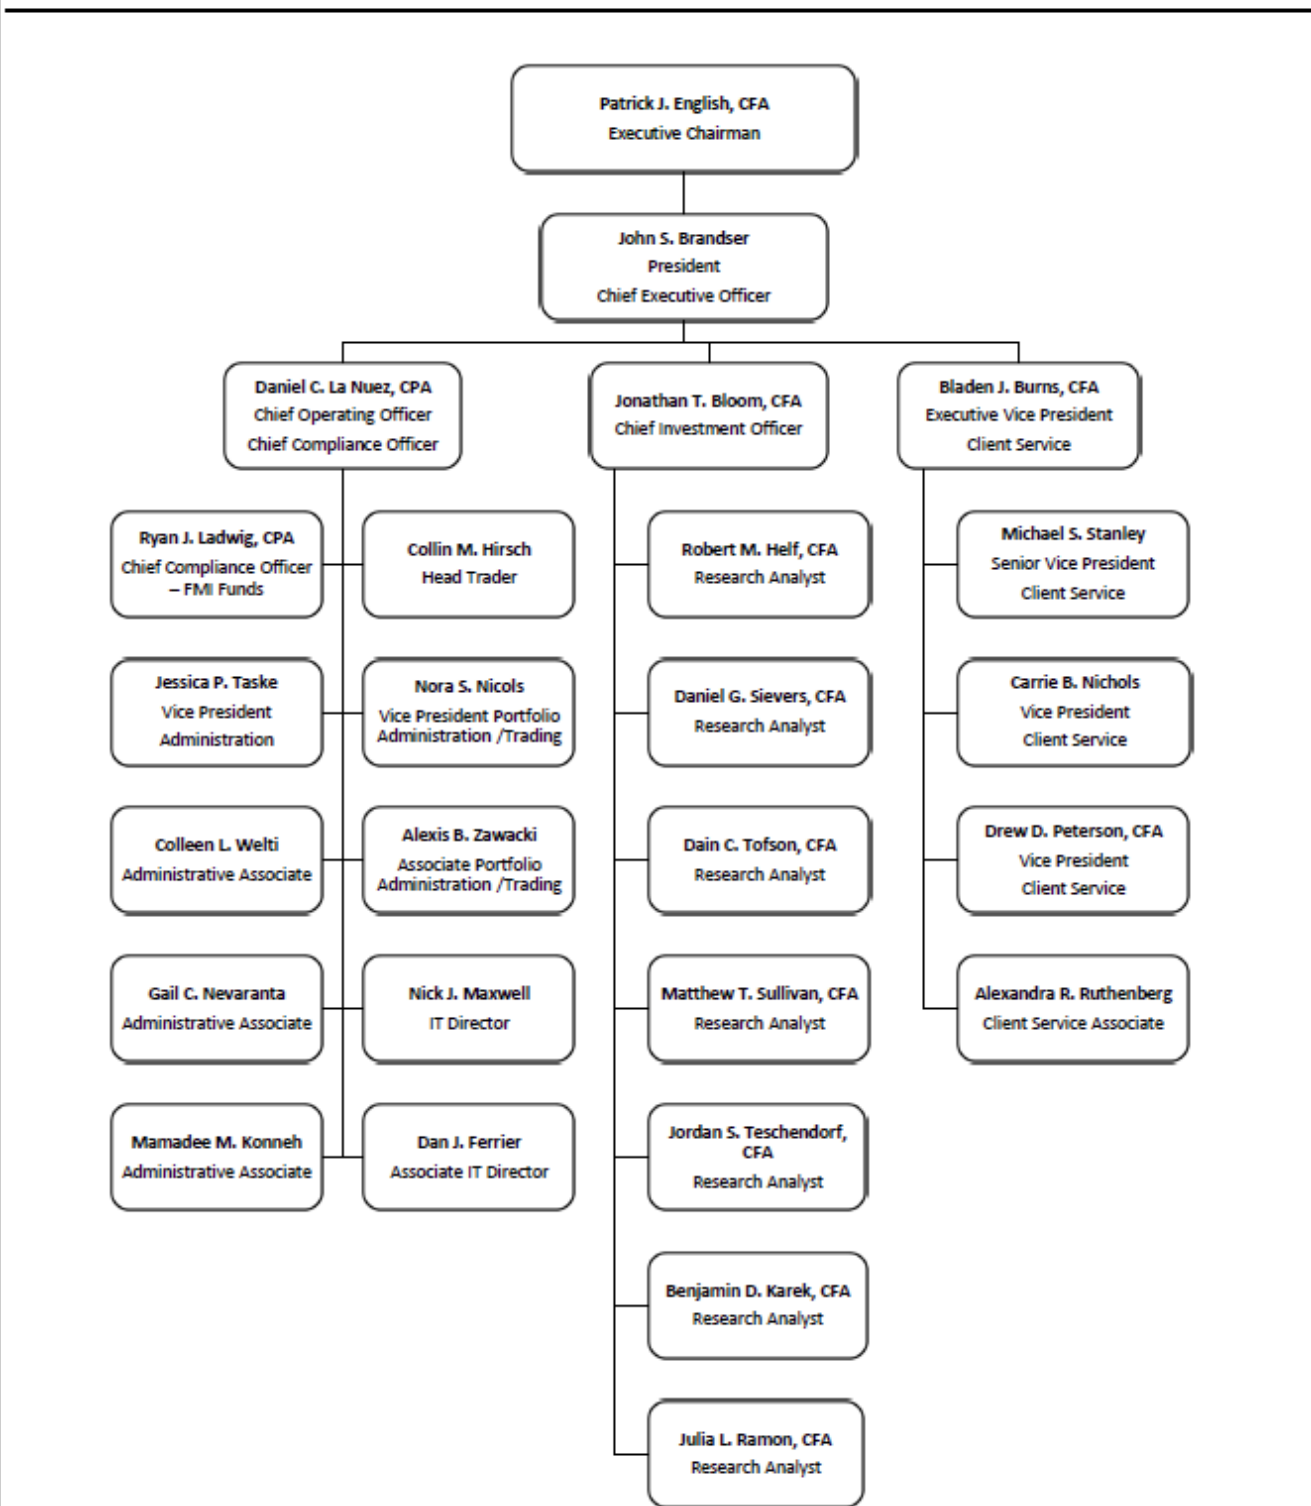 Patrick J. English, CFA
Executive Chairman
John S. Brandser
President
Chief Executive Officer
Daniel C. La Nuez, CPA
Chief Operating Officer
Chief Compliance Officer
Jonathan T. Bloom, CFA
Chief Investment Officer
Bladen J. Burns, CFA
Executive Vice President
Client Service
Ryan J. Ladwig, CPA
Chief Compliance Officer
– FMI Funds
Collin M. Hirsch
Head Trader
Robert M. Helf, CFA
Research Analyst
Michael S. Stanley
Senior Vice President
Client Service
Jessica P. Taske
Vice President
Administration
Nora S. Nicols
Vice President Portfolio
Administration /Trading
Daniel G. Sievers, CFA
Research Analyst
Carrie B. Nichols
Vice President
Client Service
Colleen L. Welti
Administrative Associate
Alexis B. Zawacki
Associate Portfolio
Administration /Trading
Dain C. Tofson, CFA
Research Analyst
Drew D. Peterson, CFA
Vice President
Client Service
Gail C. Nevaranta
Administrative Associate
Nick J. Maxwell
IT Director
Matthew T. Sullivan, CFA
Research Analyst
Alexandra R. Ruthenberg
Client Service Associate
Mamadee M. Konneh
Administrative Associate
Dan J. Ferrier
Associate IT Director
Jordan S. Teschendorf,
CFA
Research Analyst
Benjamin D. Karek, CFA
Research Analyst
Julia L. Ramon, CFA
Research Analyst